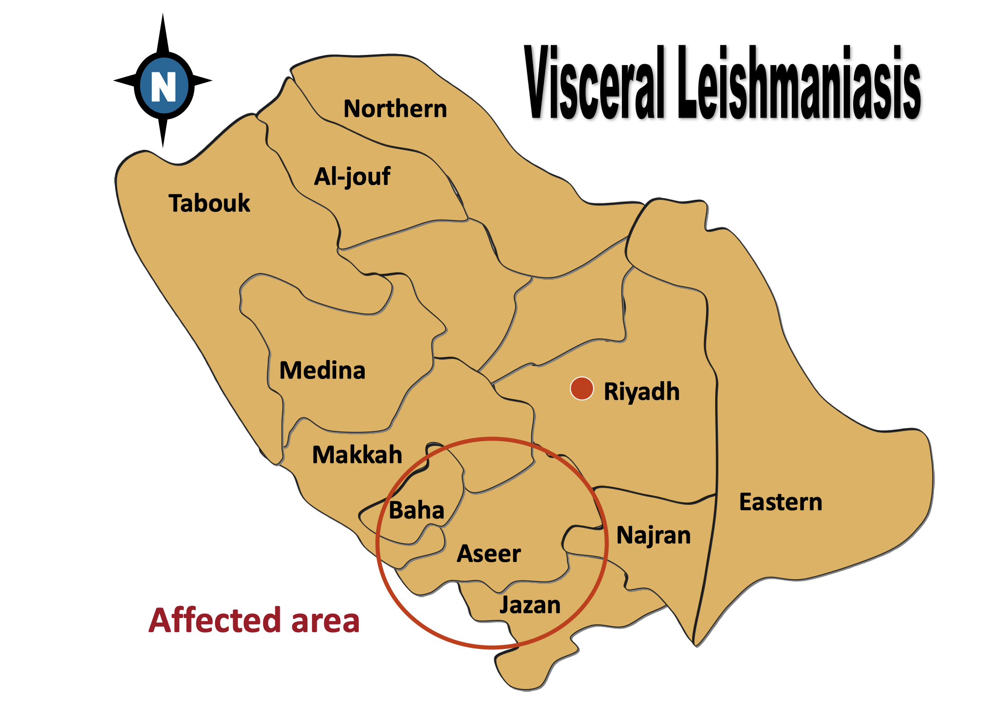 N
Visceral Leishmaniasis
Northern
Al-jouf
Tabouk
Medina
Riyadh
Makkah
Baha
Eastern
Najran
Aseer
Jazan
Affected area